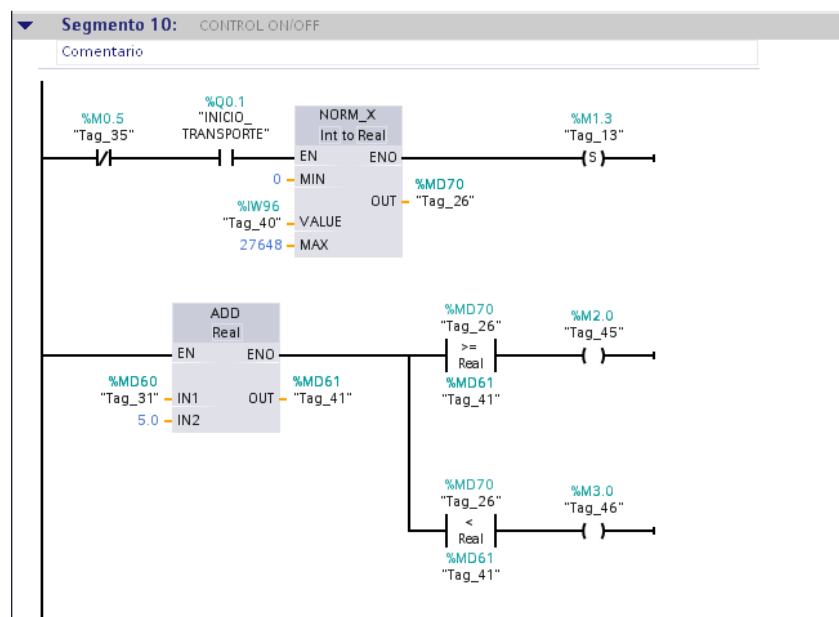 Segmento 10: CONTROL ON/OFF
Comentario
%M0.5
"Tag_35"
%Q0.1
"INICIO_
TRANSPORTE"
NORM_X
Int to Real
EN ENO
0 MIN
%IW96
"Tag_40" VALUE
27648 MAX
OUT
%MD70
"Tag_26"
%M1.3
"Tag_13"
S
ADD
Real
EN ENO
%MD60
"Tag_31" IN1
5.0 IN2
OUT
%MD61
"Tag_41"
%MD70
"Tag_26"
>=
Real
%MD61
"Tag_41"
%M2.0
"Tag_45"
%MD70
"Tag_26"
<
Real
%MD61
"Tag_41"
%M3.0
"Tag_46"